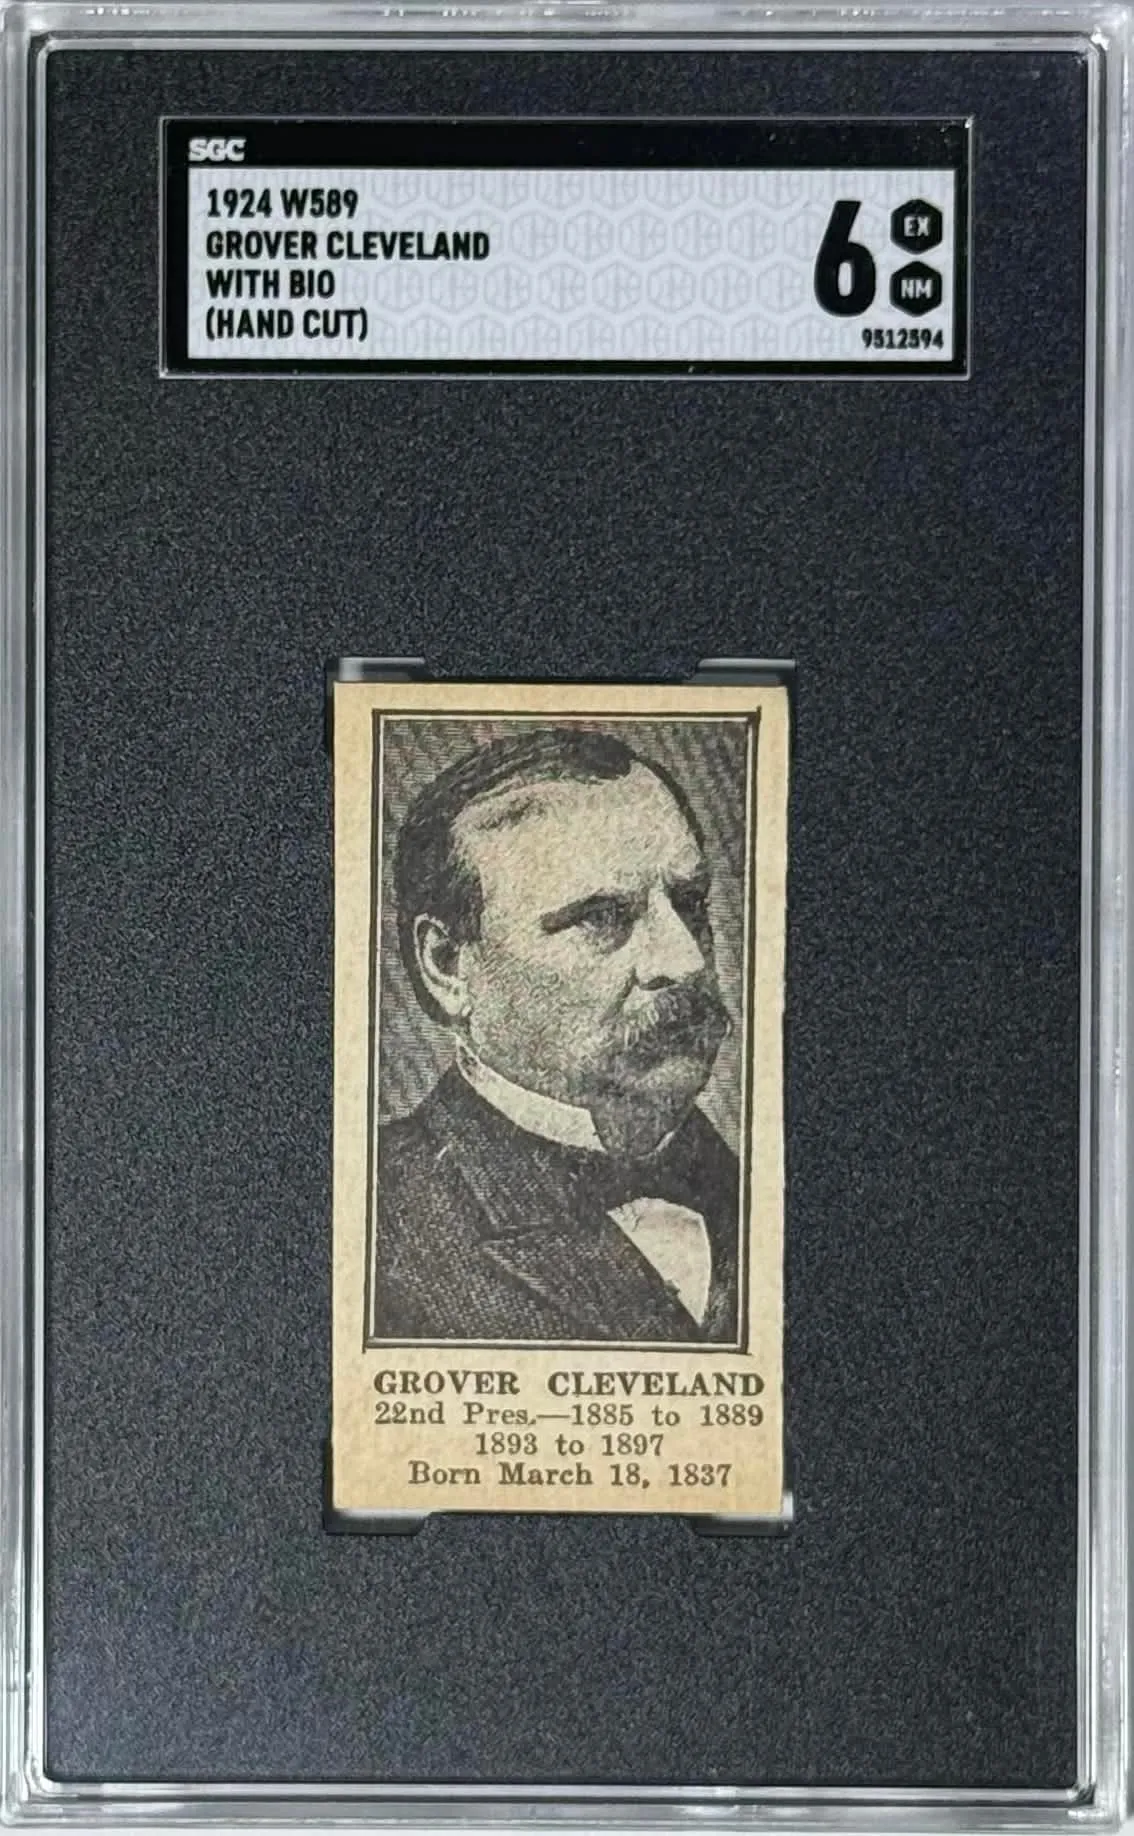 SGC
1924 W589
GROVER CLEVELAND
WITH BIO
(HAND CUT)
6
EX
NM
9512594
GROVER CLEVELAND
22nd Pres.—1885 to 1889
1893 to 1897
Born March 18, 1837